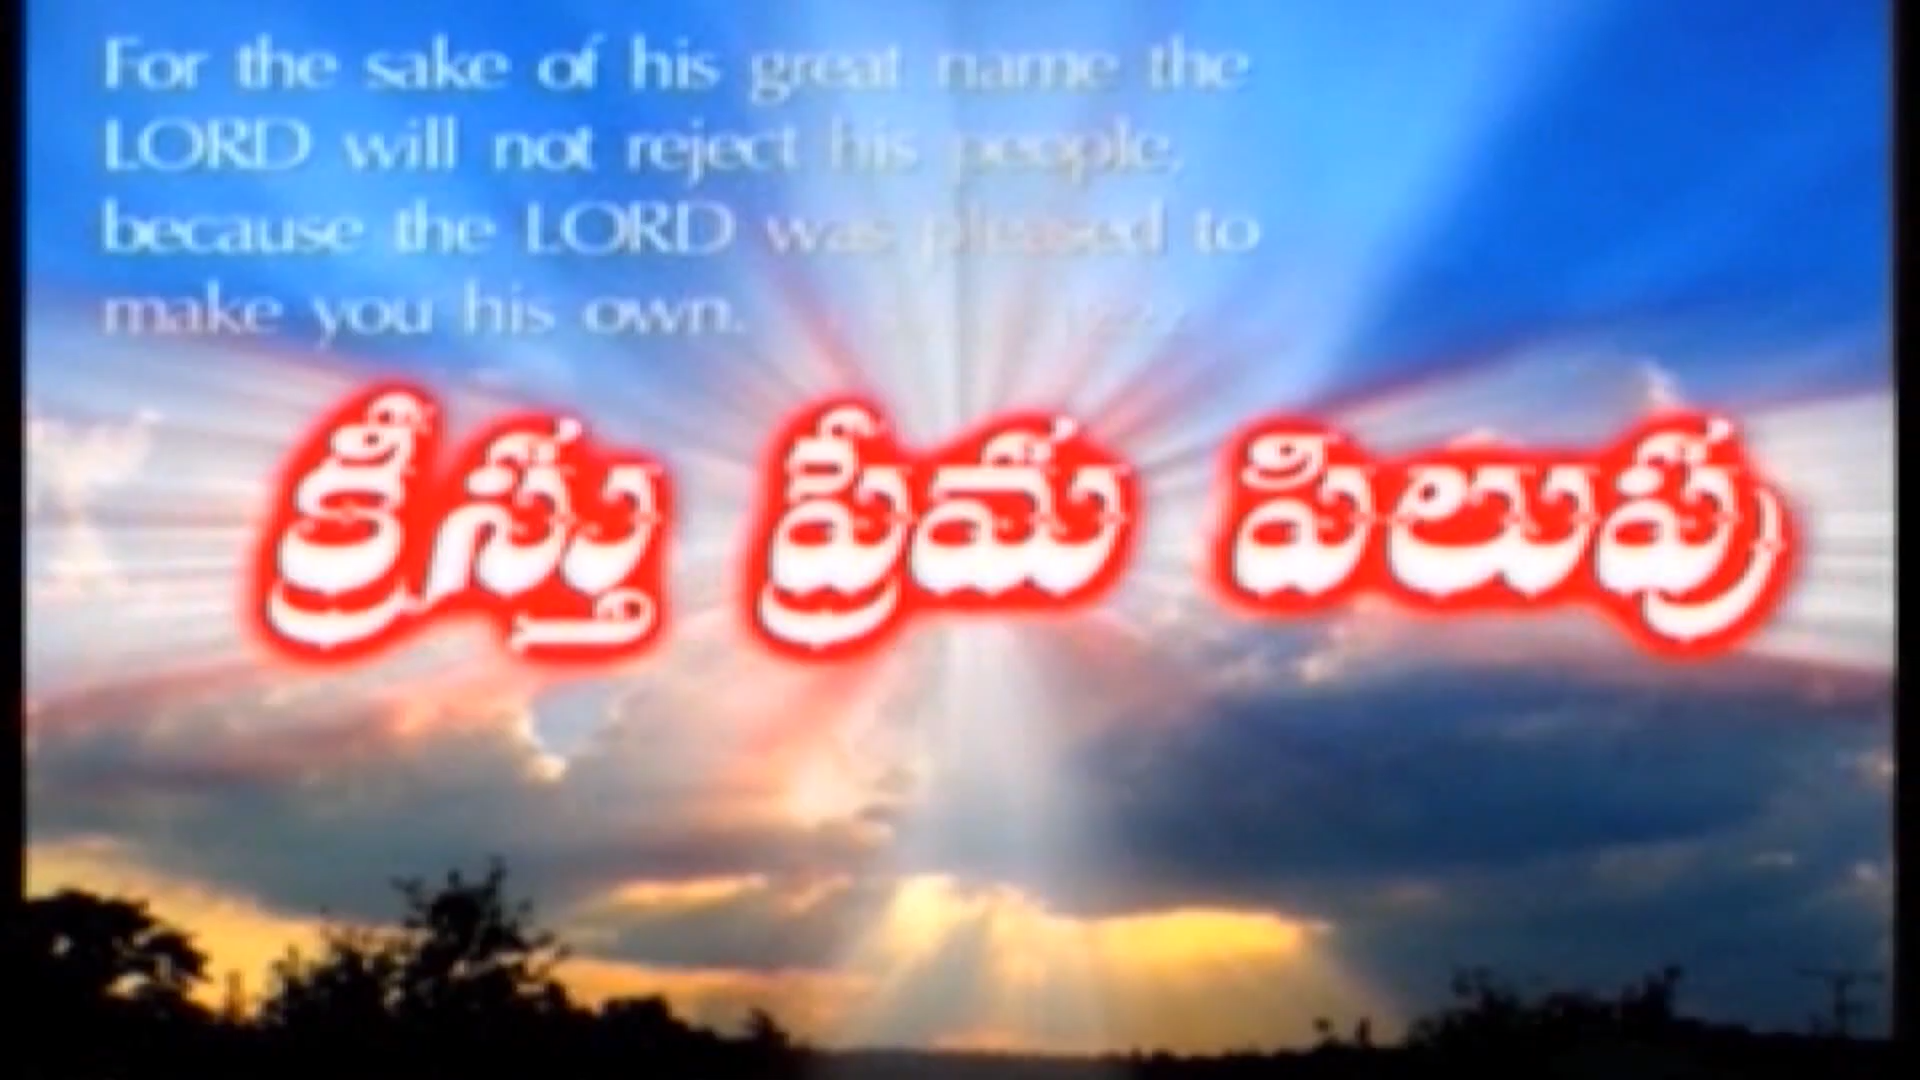 For the sake of his great name the
LORD will not reject his people,
because the LORD was pleased to
make you his own.
క్రీస్తు ప్రేమ పిలుపు